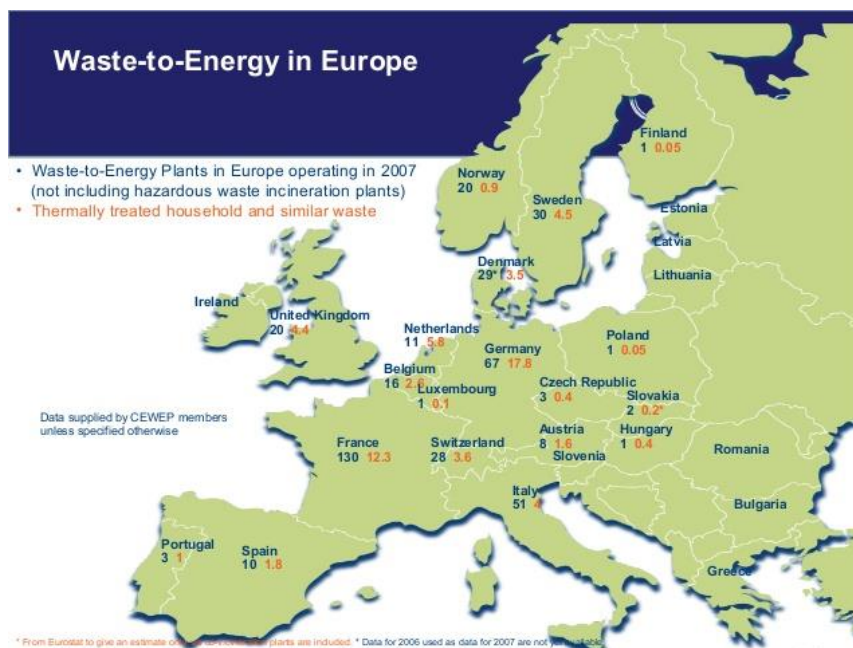 Waste-to-Energy in Europe
• Waste-to-Energy Plants in Europe operating in 2007
(not including hazardous waste incineration plants)
• Thermally treated household and similar waste
Finland
1 0.05
Norway
20 0.9
Sweden
30 4.5
Estonia
Latvia
Lithuania
Denmark
29* 3.5
Ireland
United Kingdom
20 4.4
Netherlands
11 5.8
Germany
67 17.8
Poland
1 0.05
Belgium
16
Luxembourg
1 0.1
Czech Republic
3 0.4
Slovakia
2 0.2*
Data supplied by CEWEP members
unless specified otherwise
France
130 12.3
Switzerland
28 3.6
Austria
8 1.6
Slovenia
Hungary
1 0.4
Romania
Italy
51 4
Bulgaria
Portugal
3 1
Spain
10 1.8
Greece
* From Eurostat to give an estimate plants are included. * Data for 2006 used as data for 2007 are not available